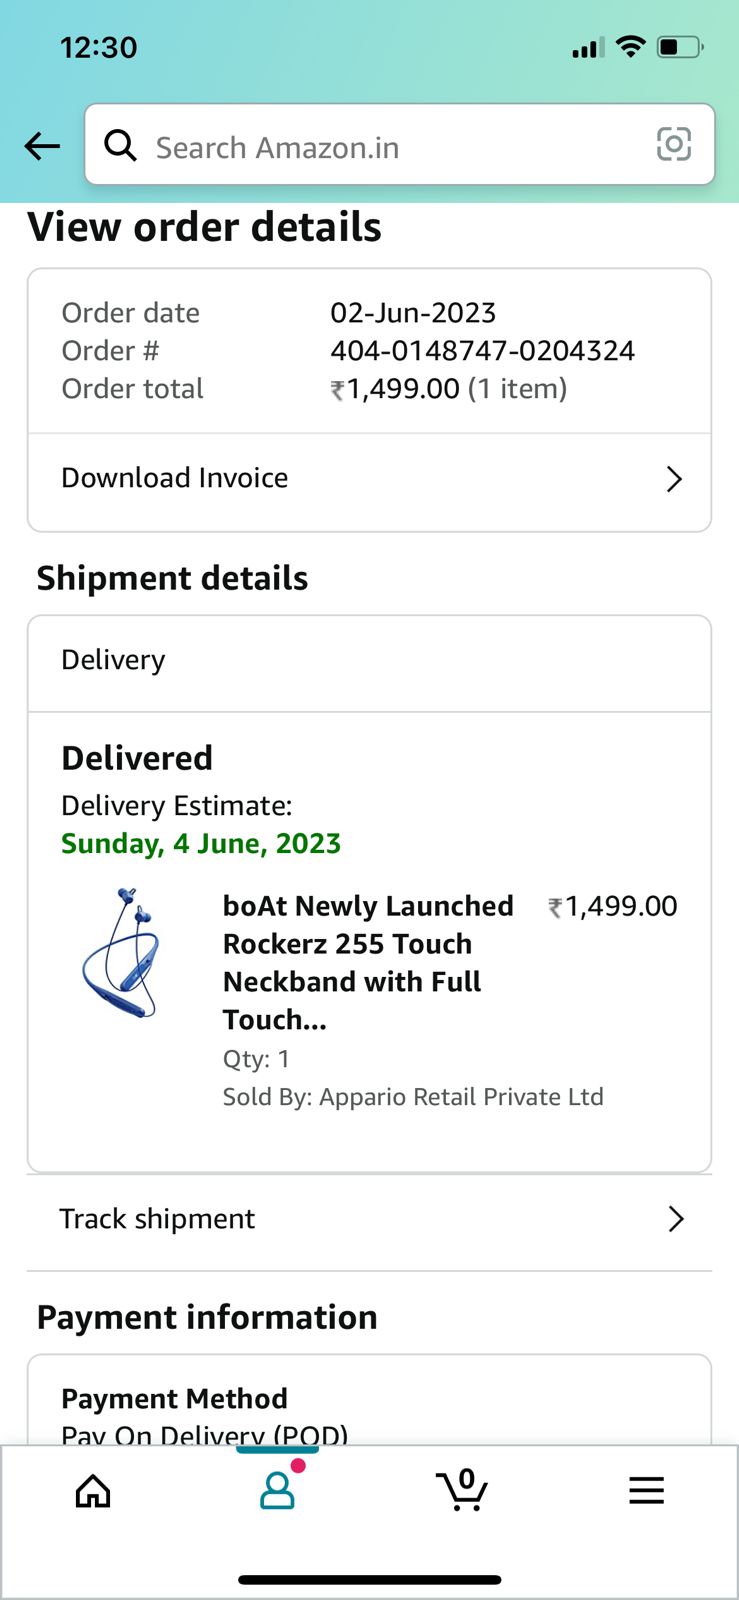 12:30
Search Amazon.in
View order details
Order date 02-Jun-2023
Order # 404-0148747-0204324
Order total ₹1,499.00 (1 item)
Download Invoice
Shipment details
Delivery
Delivered
Delivery Estimate:
Sunday, 4 June, 2023
boAt Newly Launched ₹1,499.00
Rockerz 255 Touch
Neckband with Full
Touch...
Qty: 1
Sold By: Appario Retail Private Ltd
Track shipment
Payment information
Payment Method
Pay On Delivery (POD)
0